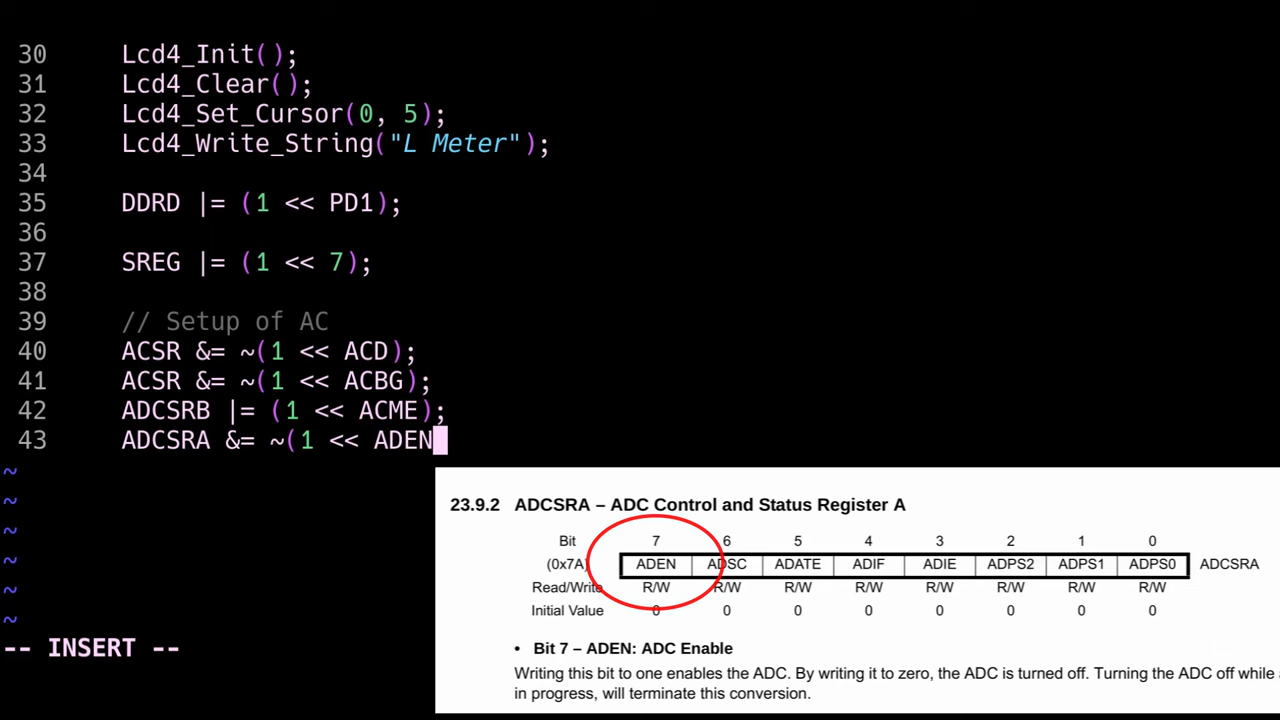 30 Lcd4_Init();
31 Lcd4_Clear();
32 Lcd4_Set_Cursor(0, 5);
33 Lcd4_Write_String("L Meter");
34
35 DDRD |= (1 << PD1);
36
37 SREG |= (1 << 7);
38
39 // Setup of AC
40 ACSR &= ~(1 << ACD);
41 ACSR &= ~(1 << ACBG);
42 ADCSRB |= (1 << ACME);
43 ADCSRA &= ~(1 << ADEN
~
~
~
~
~
~
-- INSERT --
23.9.2 ADCSRA – ADC Control and Status Register A
Bit 7 6 5 4 3 2 1 0
(0x7A) ADEN ADSC ADATE ADIF ADIE ADPS2 ADPS1 ADPS0 ADCSRA
Read/Write R/W R/W R/W R/W R/W R/W R/W R/W
Initial Value 0 0 0 0 0 0 0 0
• Bit 7 – ADEN: ADC Enable
Writing this bit to one enables the ADC. By writing it to zero, the ADC is turned off. Turning the ADC off while
in progress, will terminate this conversion.